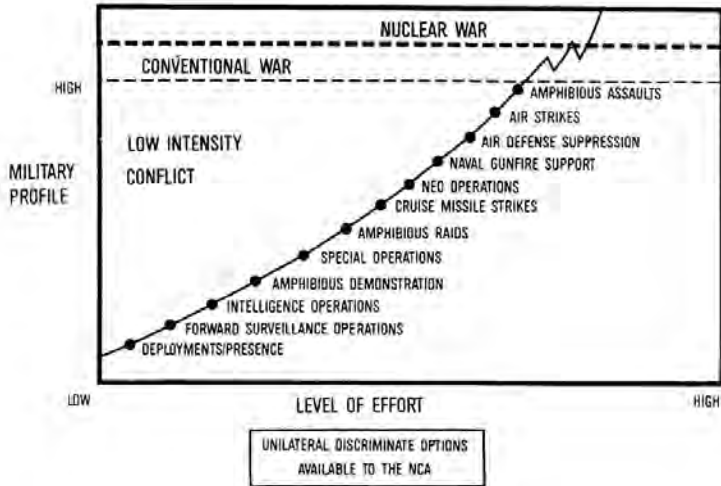 NUCLEAR WAR
CONVENTIONAL WAR
HIGH
AMPHIBIOUS ASSAULTS
AIR STRIKES
LOW INTENSITY
CONFLICT
AIR DEFENSE SUPPRESSION
MILITARY
PROFILE
NAVAL GUNFIRE SUPPORT
NEO OPERATIONS
CRUISE MISSILE STRIKES
AMPHIBIOUS RAIDS
SPECIAL OPERATIONS
AMPHIBIOUS DEMONSTRATION
INTELLIGENCE OPERATIONS
FORWARD SURVEILLANCE OPERATIONS
DEPLOYMENTS/PRESENCE
LOW
LEVEL OF EFFORT
HIGH
UNILATERAL DISCRIMINATE OPTIONS
AVAILABLE TO THE NCA